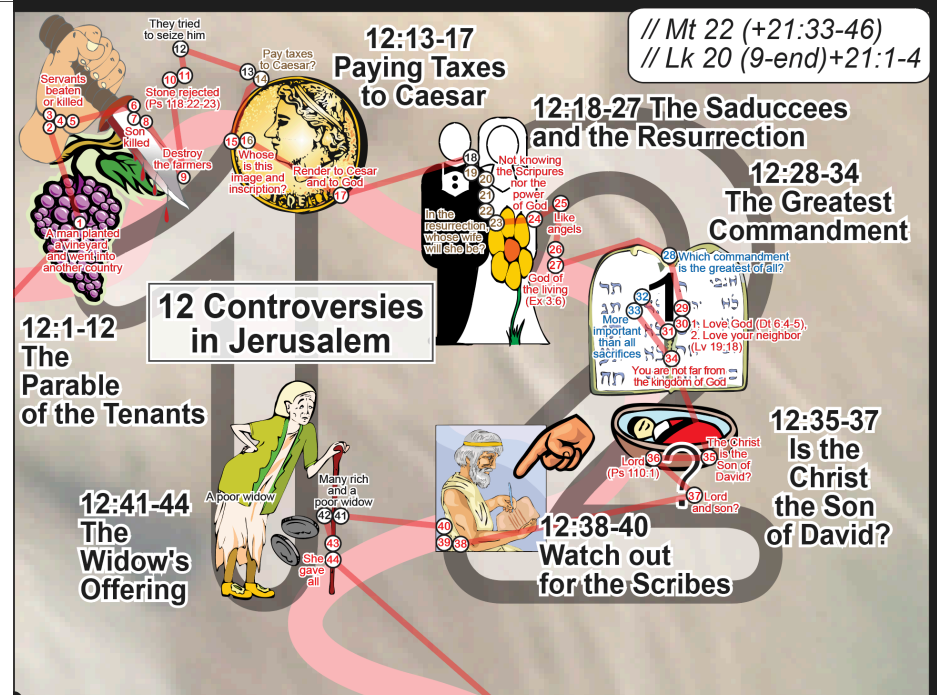 // Mt 22 (+21:33-46)
// Lk 20 (9-end)+21:1-4
They tried
to seize him
12
12:13-17
Paying Taxes
to Caesar
Servants
beaten
or killed
3
4
5
2
6
7
8
Son
killed
10
11
Stone rejected
(Ps 118:22-23)
Destroy
the farmers
9
1
A man planted
a vineyard,
and went into
another country
Pay taxes
to Caesar?
13
14
15
16
Whose
is this
image and
inscription?
Render to Cesar
and to God
17
12:18-27 The Saduccees
and the Resurrection
18
19
20
21
22
23
In the
resurrection,
whose wife
will she be?
Not knowing
the Scripures
nor the
power
of God
24
25
Like
angels
26
27
God of
the living
(Ex 3:6)
12:28-34
The Greatest
Commandment
28
Which commandment
is the greatest of all?
1
29
30
31
1. Love God (Dt 6:4-5),
2. Love your neighbor
(Lv 19:18)
32
33
More
important
than all
sacrifices
34
You are not far from
the kingdom of God
12 Controversies
in Jerusalem
12:1-12
The
Parable
of the Tenants
12:35-37
Is the
Christ
the Son
of David?
The Christ
is the
Son of
David?
35
36
Lord
(Ps 110:1)
?
37
Lord
and son?
12:38-40
Watch out
for the Scribes
40
39
38
12:41-44
The
Widow's
Offering
A poor widow
Many rich
and a
poor widow
42
41
43
44
She
gave
all